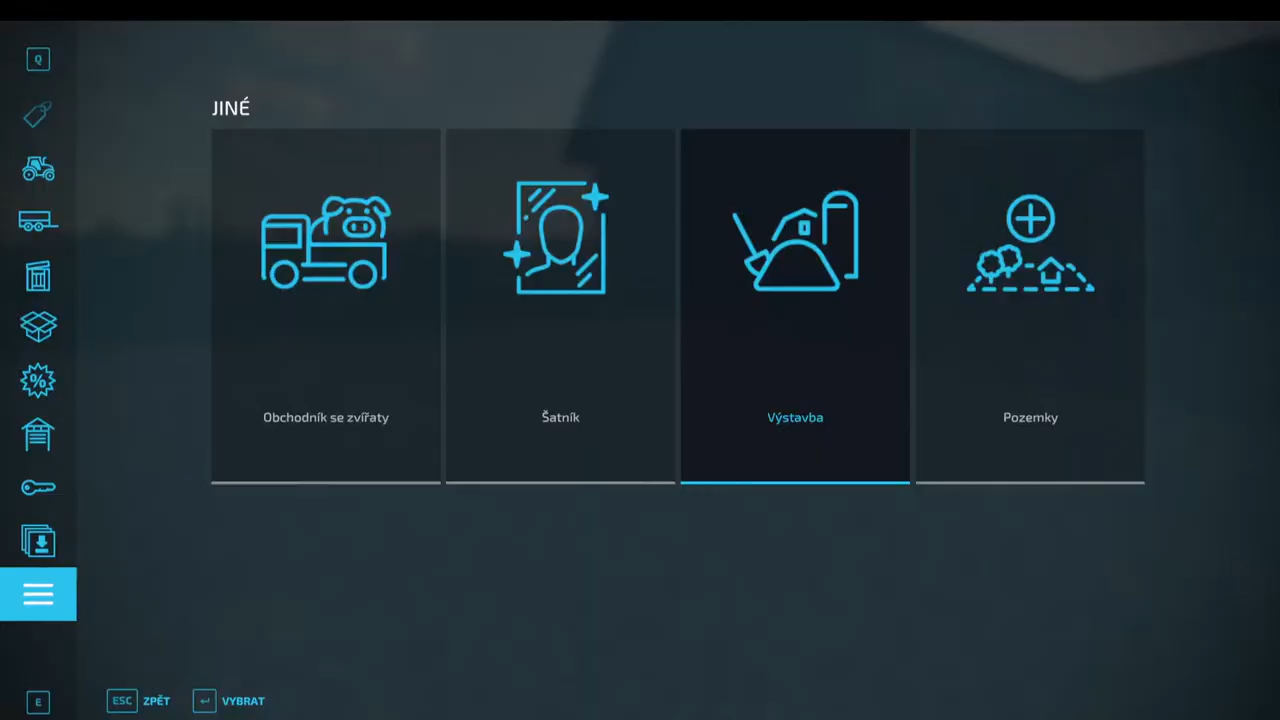 Q
JINÉ
Obchodník se zvířaty
Šatník
Výstavba
Pozemky
%
E
ESC ZPĚT
VYBRAT